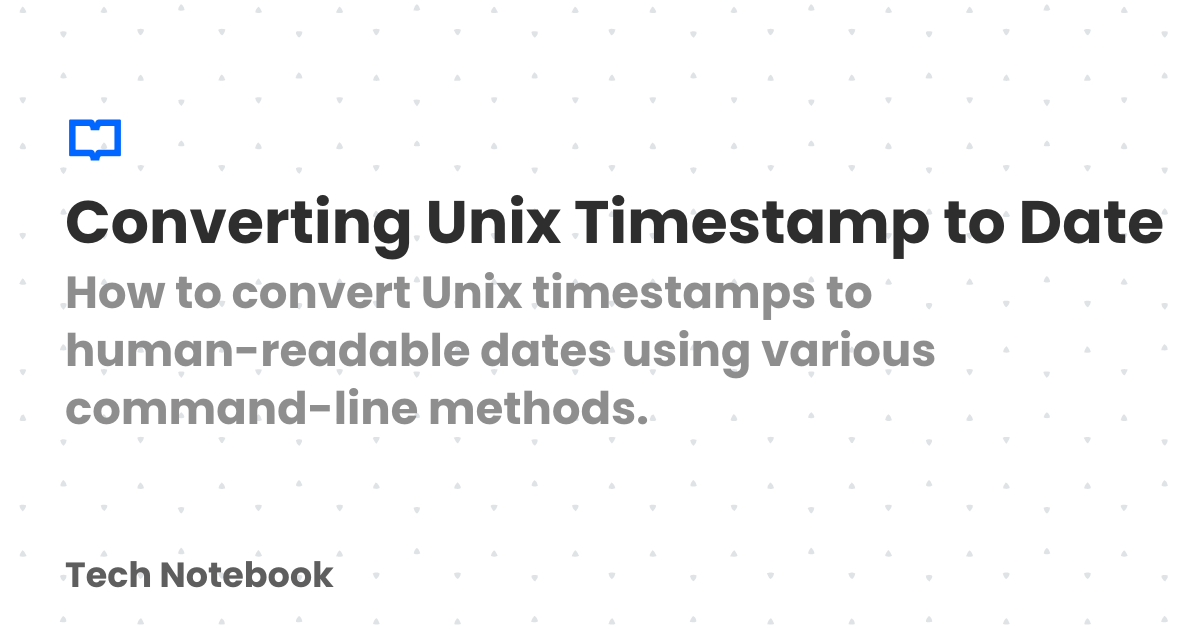 Converting Unix Timestamp to Date
How to convert Unix timestamps to
human-readable dates using various
command-line methods.
Tech Notebook